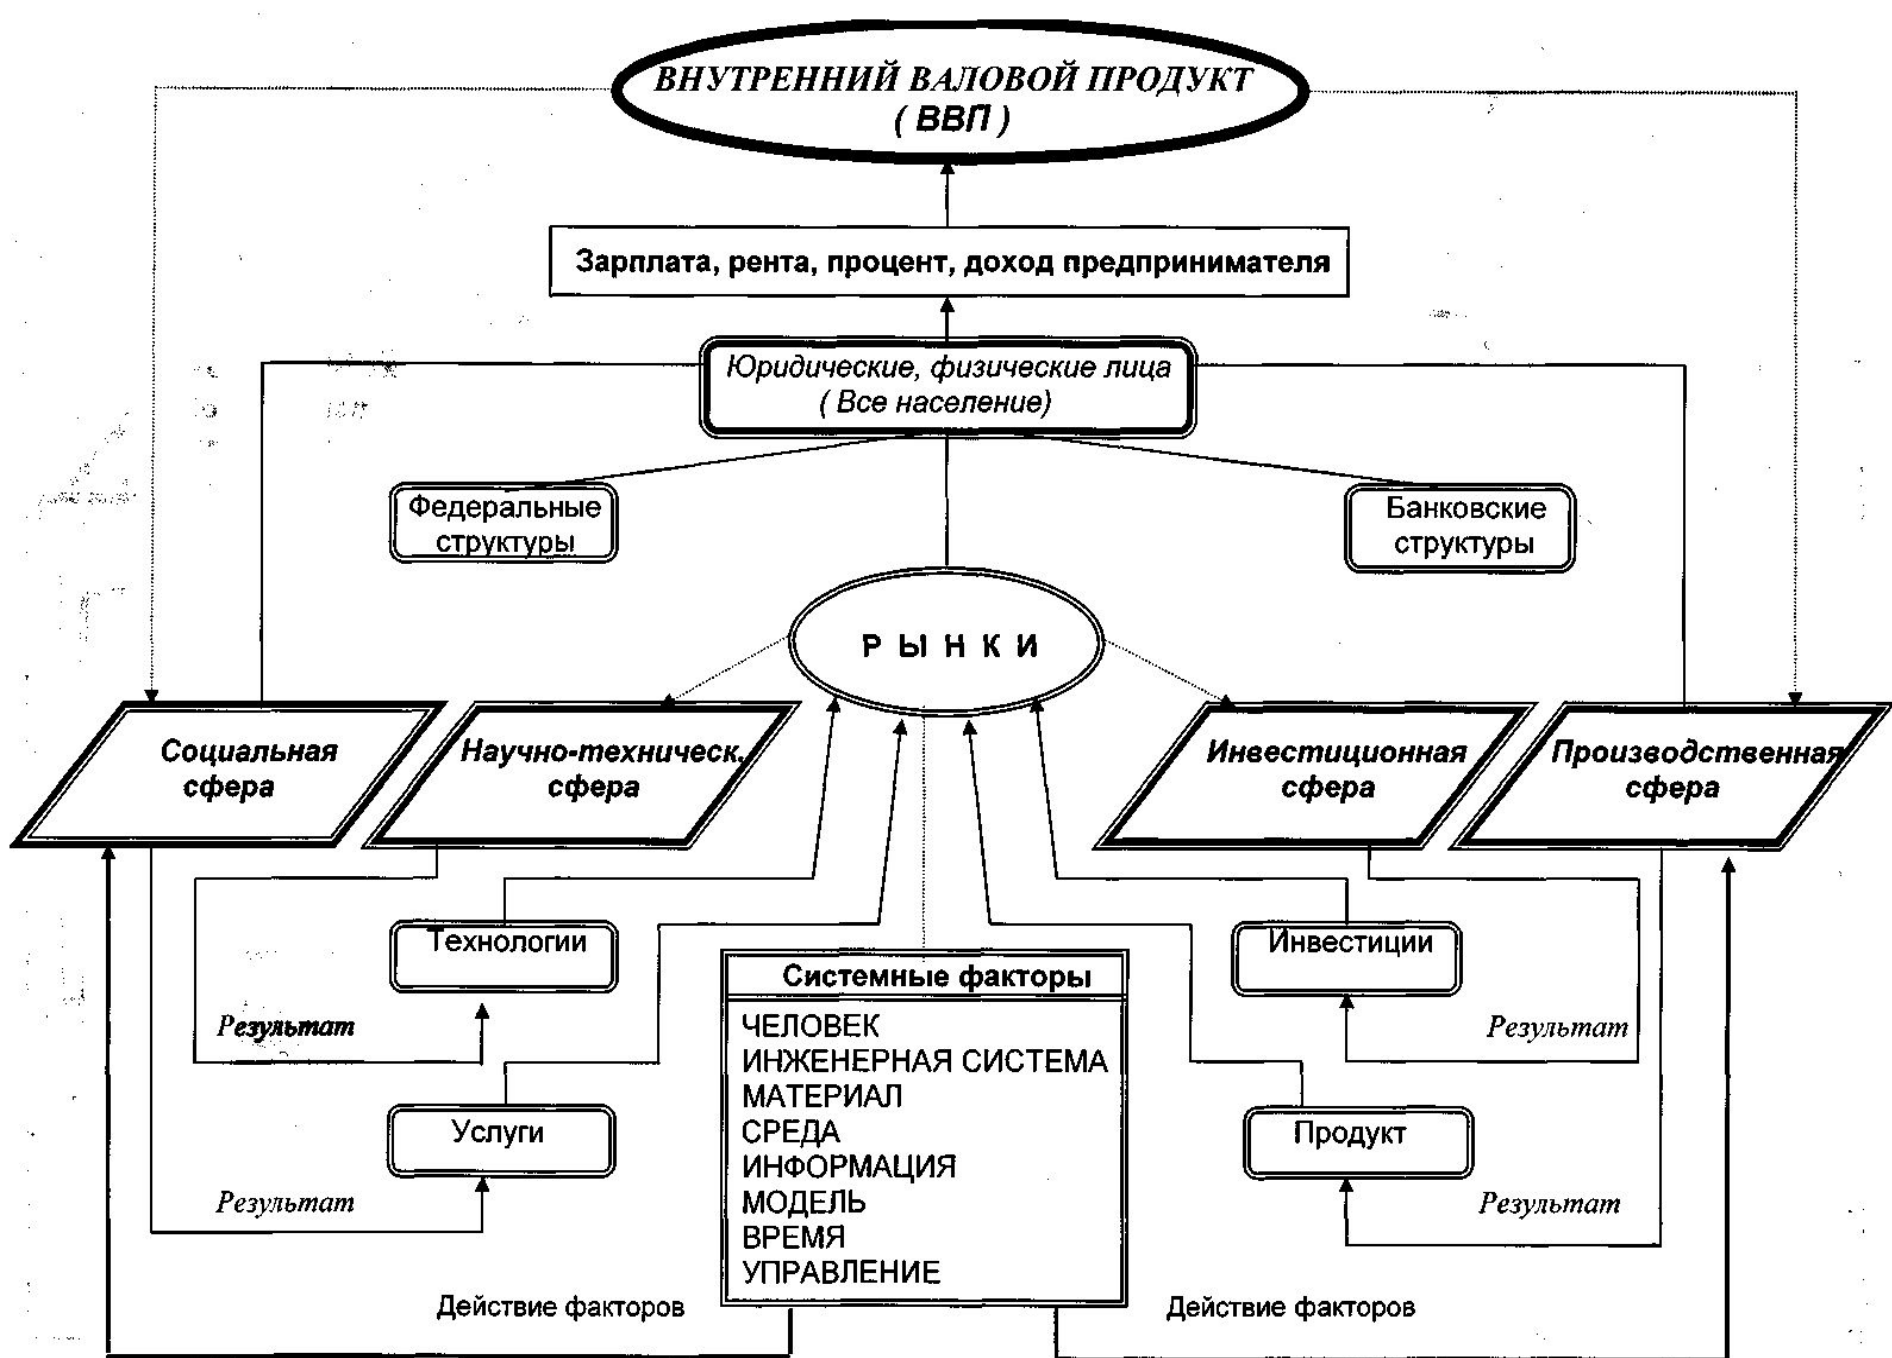 ВНУТРЕННИЙ ВАЛОВОЙ ПРОДУКТ
( ВВП )
Зарплата, рента, процент, доход предпринимателя
Юридические, физические лица
( Все население)
Федеральные
структуры
Банковские
структуры
Р Ы Н К И
Социальная
сфера
Научно-техническ.
сфера
Инвестиционная
сфера
Производственная
сфера
Технологии
Инвестиции
Системные факторы
ЧЕЛОВЕК
ИНЖЕНЕРНАЯ СИСТЕМА
МАТЕРИАЛ
СРЕДА
ИНФОРМАЦИЯ
МОДЕЛЬ
ВРЕМЯ
УПРАВЛЕНИЕ
Результат
Результат
Услуги
Продукт
Результат
Результат
Действие факторов
Действие факторов